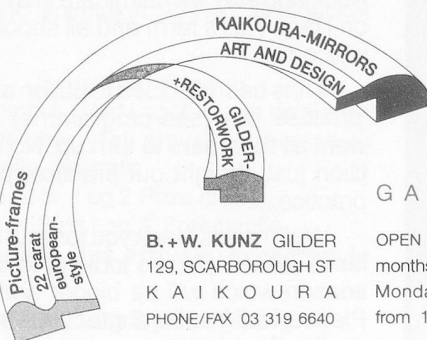 KAIKOURA-MIRRORS
ART AND DESIGN
GILDER-
+RESTORWORK
Picture-frames
22 carat
european-
style
B.+W. KUNZ GILDER
129, SCARBOROUGH ST
KAIKOURA
PHONE/FAX 03 319 6640
G A
OPEN
months
Monda
from 1